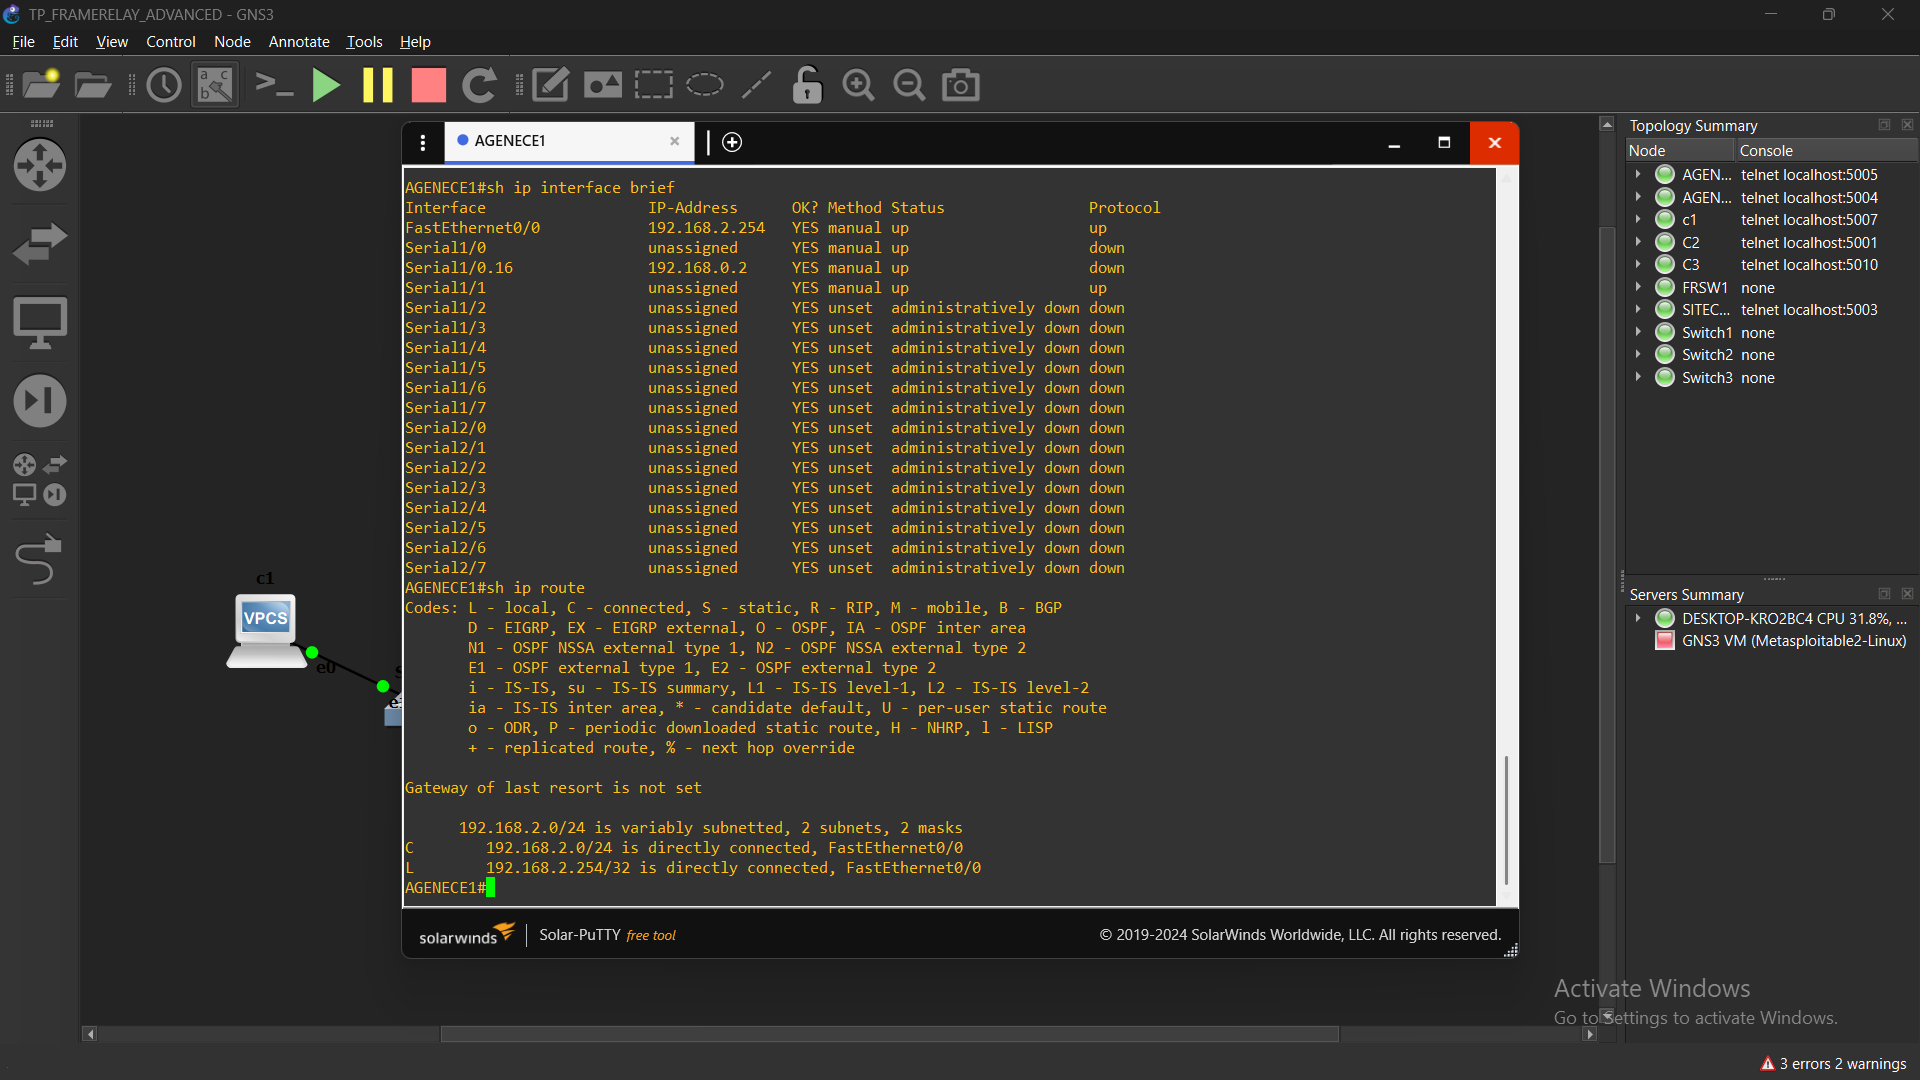 TP_FRAMERELAY_ADVANCED - GNS3
File Edit View Control Node Annotate Tools Help
AGENECE1
AGENECE1#sh ip interface brief
Interface IP-Address OK? Method Status Protocol
FastEthernet0/0 192.168.2.254 YES manual up up
Serial1/0 unassigned YES manual up down
Serial1/0.16 192.168.0.2 YES manual up down
Serial1/1 unassigned YES manual up up
Serial1/2 unassigned YES unset administratively down down
Serial1/3 unassigned YES unset administratively down down
Serial1/4 unassigned YES unset administratively down down
Serial1/5 unassigned YES unset administratively down down
Serial1/6 unassigned YES unset administratively down down
Serial1/7 unassigned YES unset administratively down down
Serial2/0 unassigned YES unset administratively down down
Serial2/1 unassigned YES unset administratively down down
Serial2/2 unassigned YES unset administratively down down
Serial2/3 unassigned YES unset administratively down down
Serial2/4 unassigned YES unset administratively down down
Serial2/5 unassigned YES unset administratively down down
Serial2/6 unassigned YES unset administratively down down
Serial2/7 unassigned YES unset administratively down down
AGENECE1#sh ip route
Codes: L - local, C - connected, S - static, R - RIP, M - mobile, B - BGP
D - EIGRP, EX - EIGRP external, O - OSPF, IA - OSPF inter area
N1 - OSPF NSSA external type 1, N2 - OSPF NSSA external type 2
E1 - OSPF external type 1, E2 - OSPF external type 2
i - IS-IS, su - IS-IS summary, L1 - IS-IS level-1, L2 - IS-IS level-2
ia - IS-IS inter area, * - candidate default, U - per-user static route
o - ODR, P - periodic downloaded static route, H - NHRP, l - LISP
+ - replicated route, % - next hop override
Gateway of last resort is not set
192.168.2.0/24 is variably subnetted, 2 subnets, 2 masks
C 192.168.2.0/24 is directly connected, FastEthernet0/0
L 192.168.2.254/32 is directly connected, FastEthernet0/0
AGENECE1#
solarwinds Solar-PuTTY free tool © 2019-2024 SolarWinds Worldwide, LLC. All rights reserved.
c1
VPCS
e0
Topology Summary
Node Console
AGEN... telnet localhost:5005
AGEN... telnet localhost:5004
c1 telnet localhost:5007
C2 telnet localhost:5001
C3 telnet localhost:5010
FRSW1 none
SITEC... telnet localhost:5003
Switch1 none
Switch2 none
Switch3 none
Servers Summary
DESKTOP-KRO2BC4 CPU 31.8%, ...
GNS3 VM (Metasploitable2-Linux)
Activate Windows
Go to Settings to activate Windows.
3 errors 2 warnings